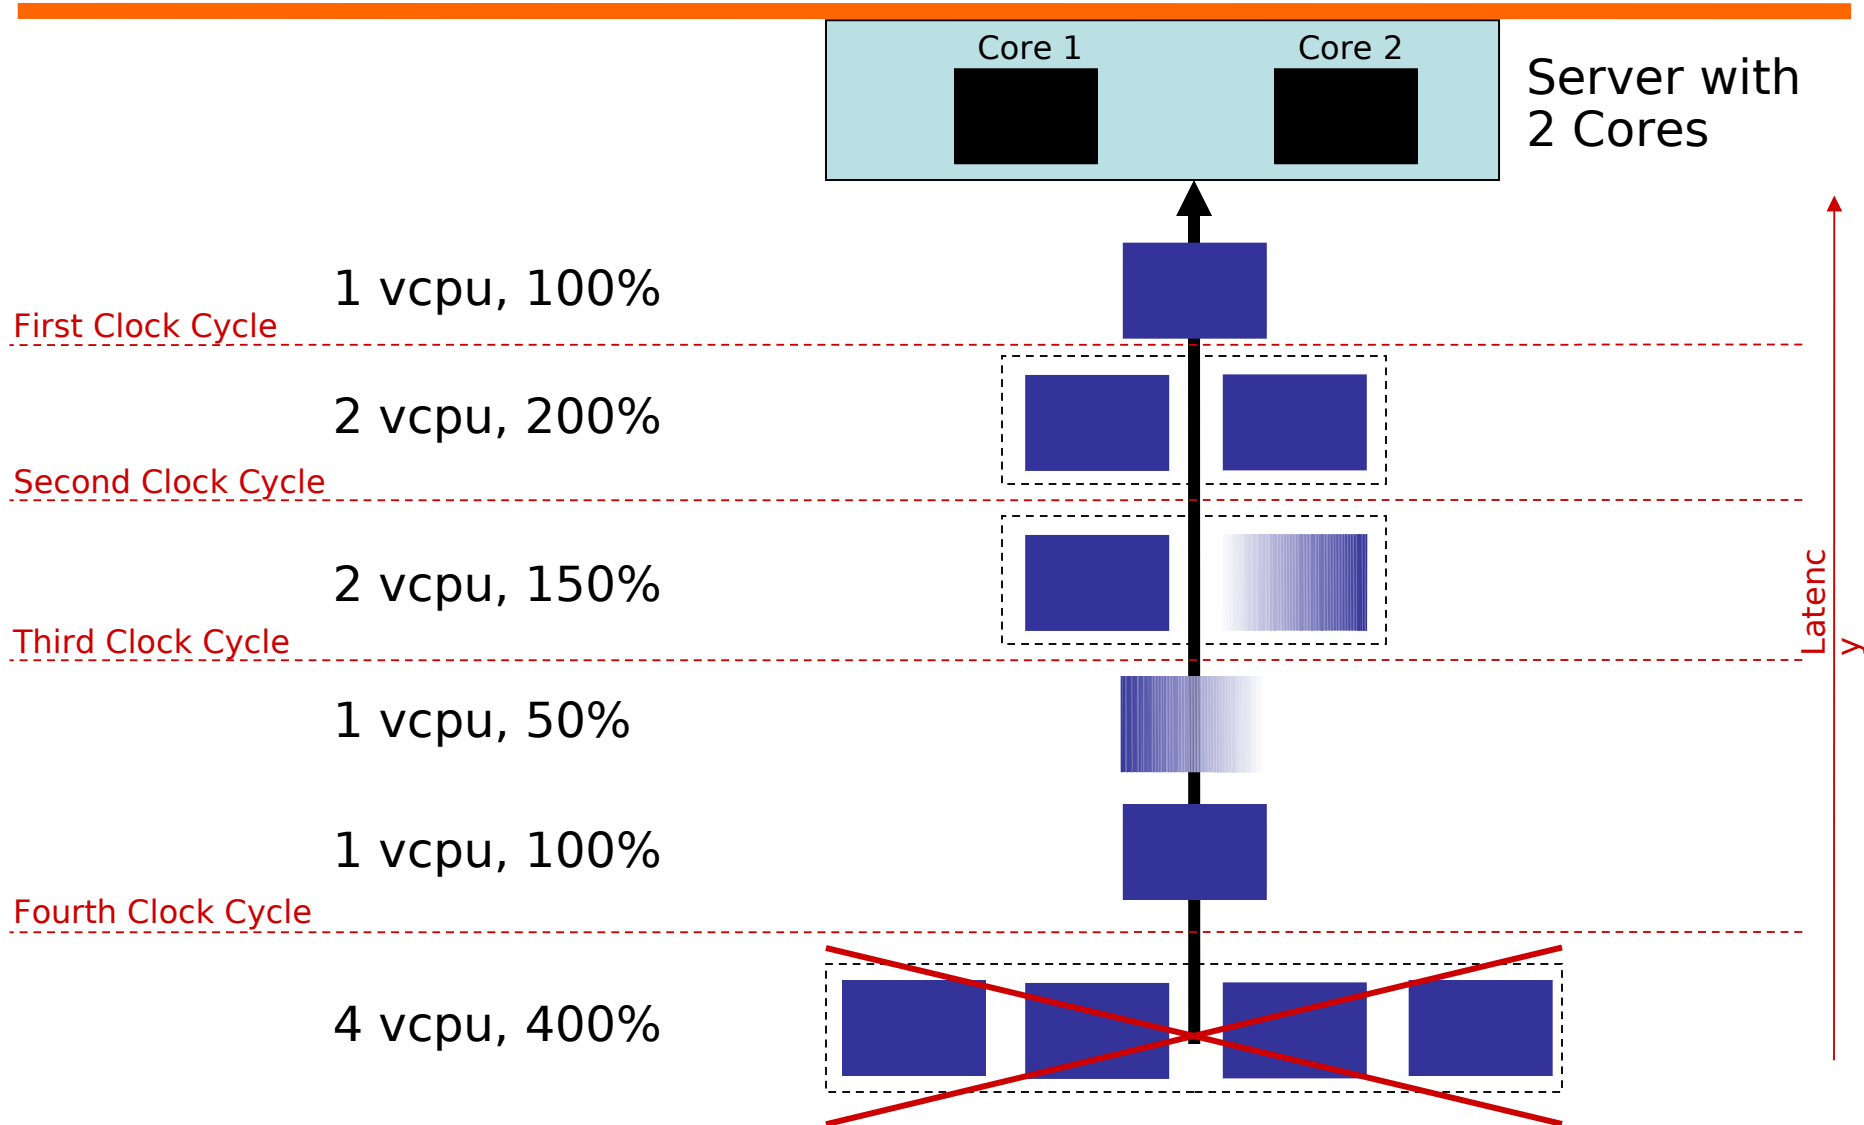 Core 1
Core 2
Server with
2 Cores
1 vcpu, 100%
First Clock Cycle
2 vcpu, 200%
Second Clock Cycle
2 vcpu, 150%
Third Clock Cycle
Latenc
y
1 vcpu, 50%
1 vcpu, 100%
Fourth Clock Cycle
4 vcpu, 400%